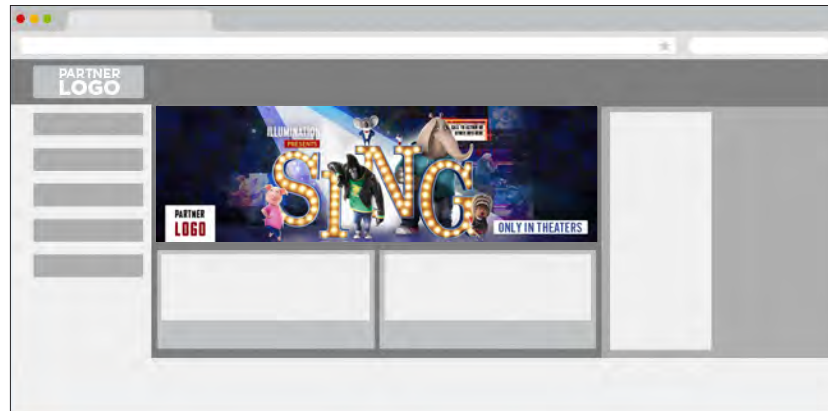 PARTNER
LOGO
ILLUMINATION
PRESENTS
SING
PARTNER
LOGO
ONLY IN THEATERS